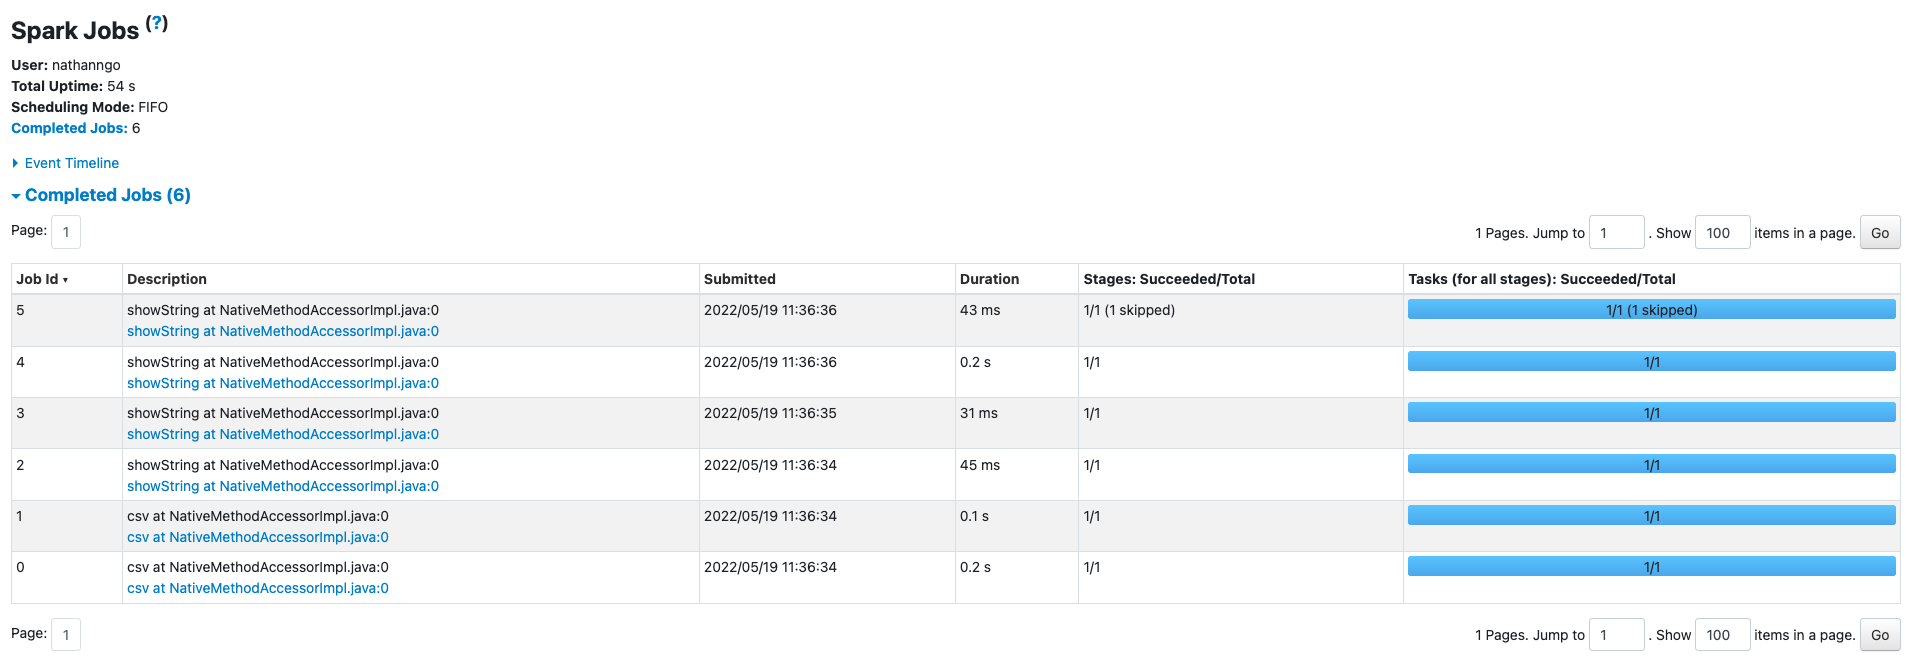 Spark Jobs (?)
User: nathanngo
Total Uptime: 54 s
Scheduling Mode: FIFO
Completed Jobs: 6
Event Timeline
Completed Jobs (6)
Page: 1 1 Pages. Jump to 1 . Show 100 items in a page. Go
Job Id ▾ Description Submitted Duration Stages: Succeeded/Total Tasks (for all stages): Succeeded/Total
5 showString at NativeMethodAccessorImpl.java:0 2022/05/19 11:36:36 43 ms 1/1 (1 skipped) 1/1 (1 skipped)
showString at NativeMethodAccessorImpl.java:0
4 showString at NativeMethodAccessorImpl.java:0 2022/05/19 11:36:36 0.2 s 1/1 1/1
showString at NativeMethodAccessorImpl.java:0
3 showString at NativeMethodAccessorImpl.java:0 2022/05/19 11:36:35 31 ms 1/1 1/1
showString at NativeMethodAccessorImpl.java:0
2 showString at NativeMethodAccessorImpl.java:0 2022/05/19 11:36:34 45 ms 1/1 1/1
showString at NativeMethodAccessorImpl.java:0
1 csv at NativeMethodAccessorImpl.java:0 2022/05/19 11:36:34 0.1 s 1/1 1/1
csv at NativeMethodAccessorImpl.java:0
0 csv at NativeMethodAccessorImpl.java:0 2022/05/19 11:36:34 0.2 s 1/1 1/1
csv at NativeMethodAccessorImpl.java:0
Page: 1 1 Pages. Jump to 1 . Show 100 items in a page. Go